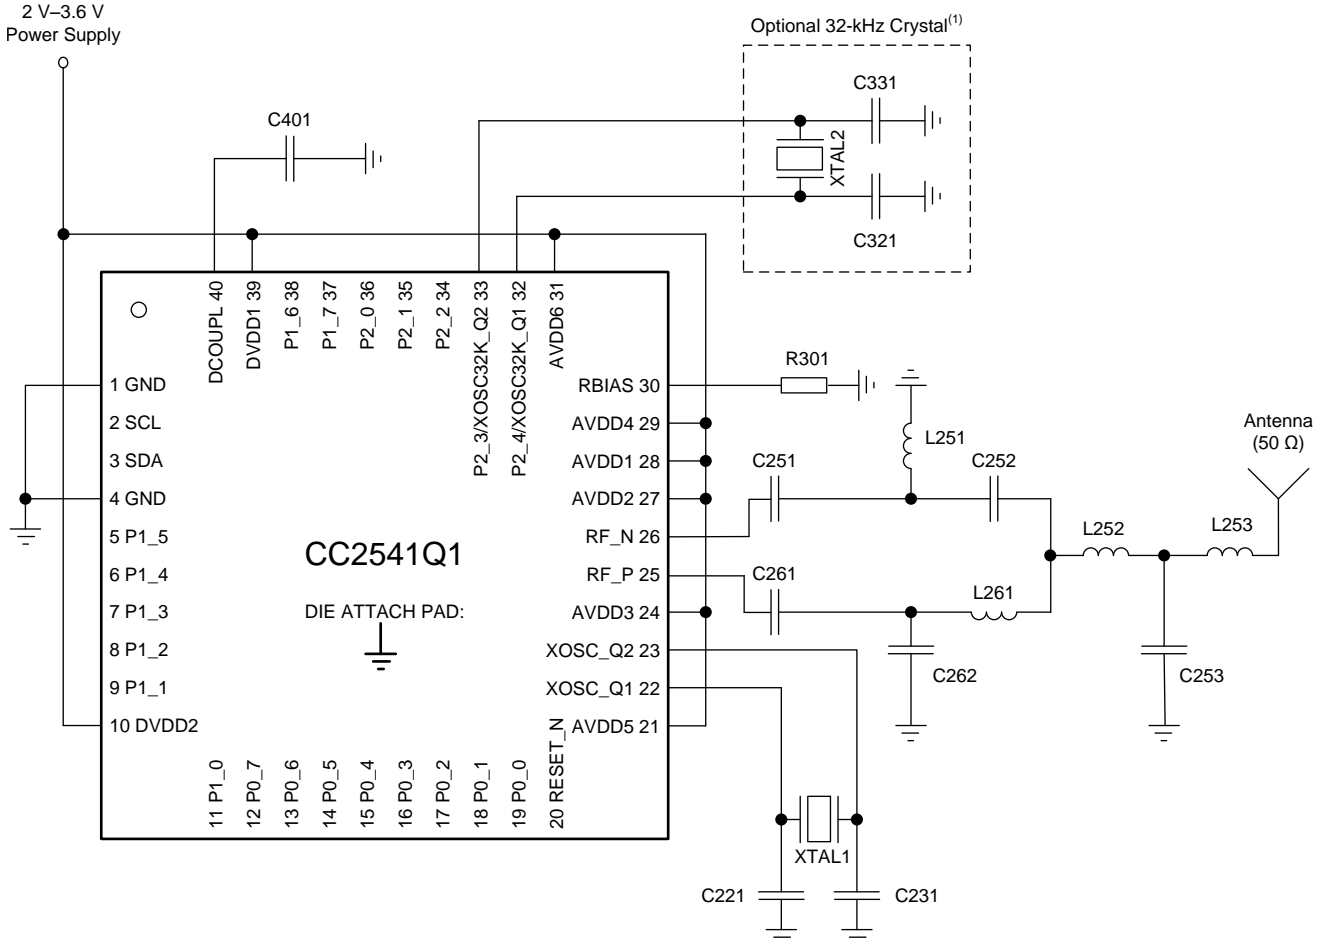 2 V–3.6 V
Power Supply
Optional 32-kHz Crystal(1)
C331
XTAL2
C321
C401
DCOUPL 40
DVDD1 39
P1_6 38
P1_7 37
P2_0 36
P2_1 35
P2_2 34
P2_3/XOSC32K_Q2 33
P2_4/XOSC32K_Q1 32
AVDD6 31
1 GND
2 SCL
3 SDA
4 GND
5 P1_5
6 P1_4
7 P1_3
8 P1_2
9 P1_1
10 DVDD2
CC2541Q1
DIE ATTACH PAD:
RBIAS 30
AVDD4 29
AVDD1 28
AVDD2 27
RF_N 26
RF_P 25
AVDD3 24
XOSC_Q2 23
XOSC_Q1 22
AVDD5 21
11 P1_0
12 P0_7
13 P0_6
14 P0_5
15 P0_4
16 P0_3
17 P0_2
18 P0_1
19 P0_0
20 RESET_N
R301
L251
C251
C252
Antenna
(50 Ω)
L252
L253
C261
L261
C262
C253
XTAL1
C221
C231